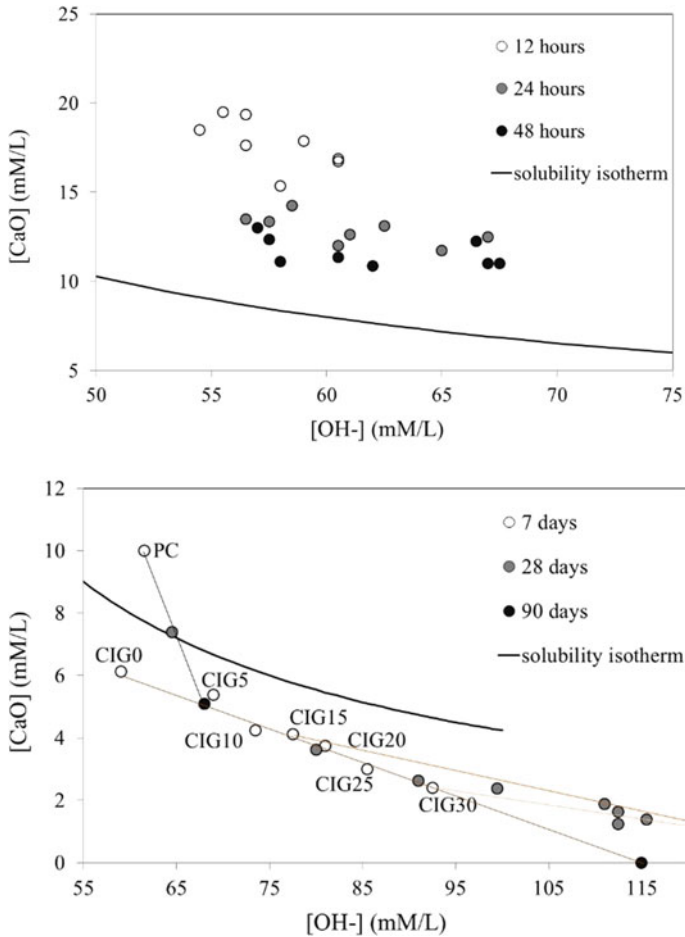 25
20
15
10
5
[CaO] (mM/L)
12 hours
24 hours
48 hours
solubility isotherm
50 55 60 65 70 75
[OH-] (mM/L)
12
10
8
6
4
2
0
[CaO] (mM/L)
7 days
28 days
90 days
solubility isotherm
PC
CIG0
CIG5
CIG15
CIG10
CIG20
CIG25
CIG30
55 65 75 85 95 105 115
[OH-] (mM/L)